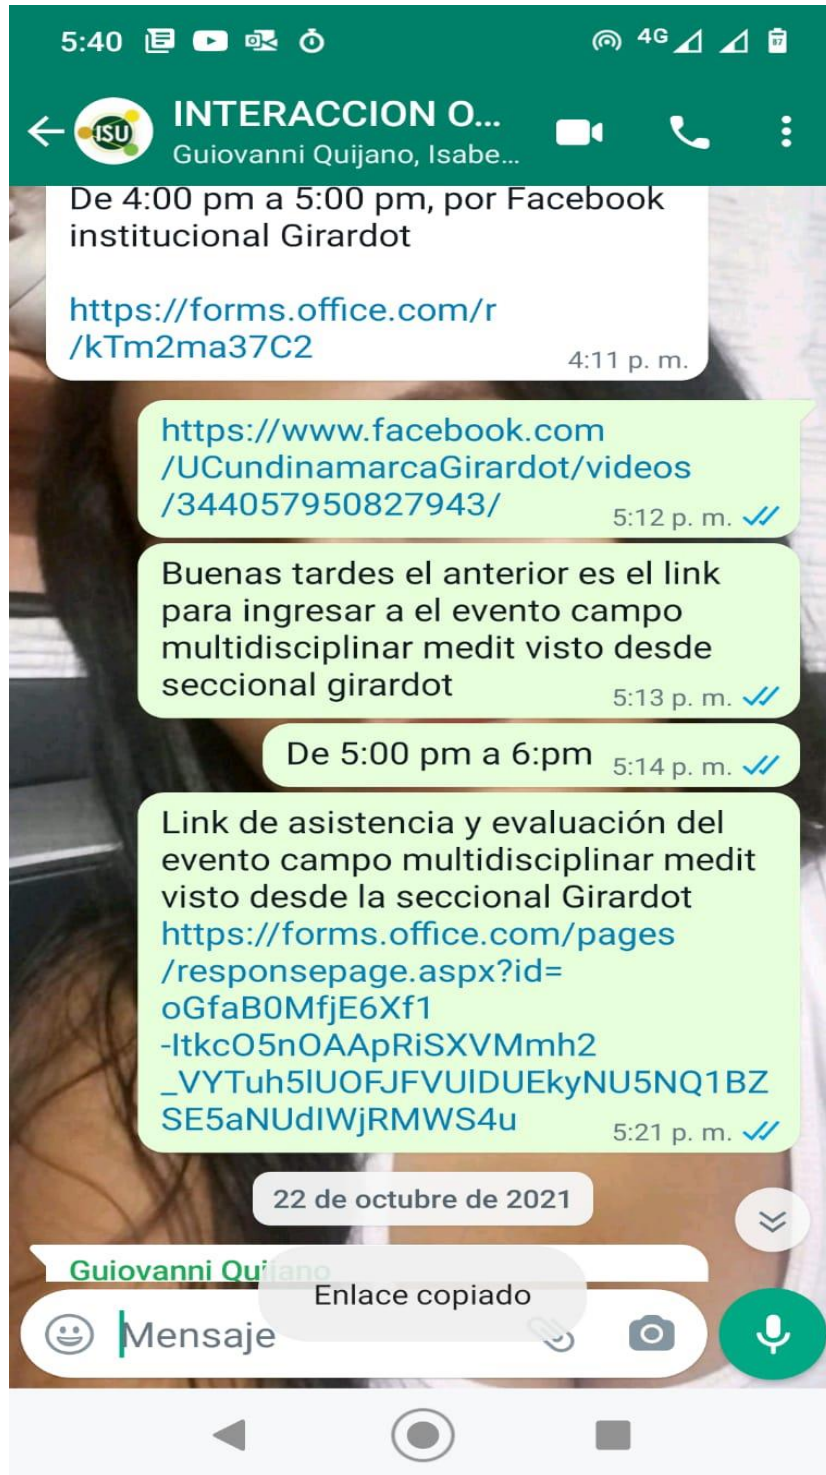 5:40
4G
87
ISU
INTERACCION O...
Guiovanni Quijano, Isabe...
De 4:00 pm a 5:00 pm, por Facebook
institucional Girardot
https://forms.office.com/r
/kTm2ma37C2
4:11 p. m.
https://www.facebook.com
/UCundinamarcaGirardot/videos
/344057950827943/
5:12 p. m.
Buenas tardes el anterior es el link
para ingresar a el evento campo
multidisciplinar medit visto desde
seccional girardot
5:13 p. m.
De 5:00 pm a 6:pm
5:14 p. m.
Link de asistencia y evaluación del
evento campo multidisciplinar medit
visto desde la seccional Girardot
https://forms.office.com/pages
/responsepage.aspx?id=
oGfaB0MfjE6Xf1
-ItkcO5nOAApRiSXVMmh2
_VYTuh5lUOFJFVUlDUEkyNU5NQ1BZ
SE5aNUdIWjRMWS4u
5:21 p. m.
22 de octubre de 2021
Guiovanni Quijano
Enlace copiado
Mensaje